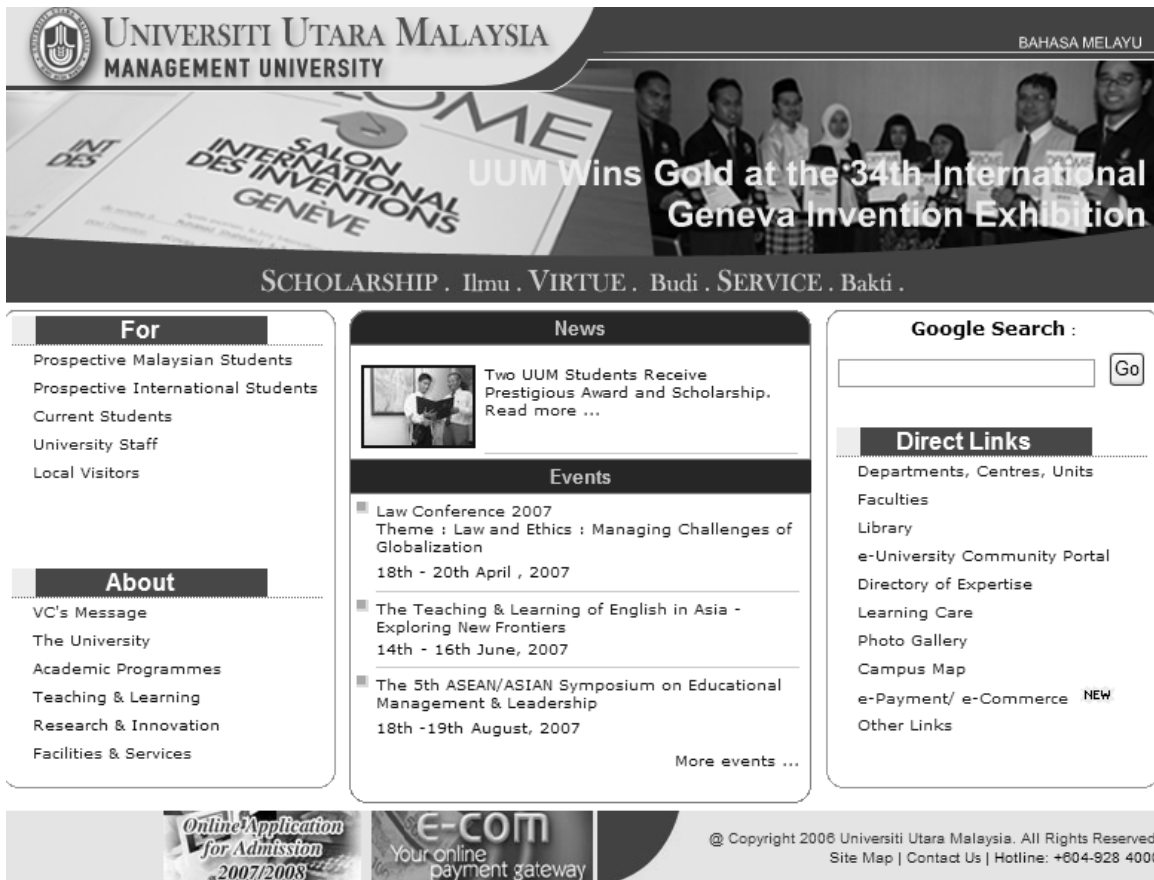 UNIVERSITI UTARA MALAYSIA
MANAGEMENT UNIVERSITY
BAHASA MELAYU
INT
DES
OME
SALON
INTERNATIONAL
DES INVENTIONS
GENÈVE
UUM Wins Gold at the 34th International
Geneva Invention Exhibition
SCHOLARSHIP . Ilmu . VIRTUE . Budi . SERVICE . Bakti .
For
Prospective Malaysian Students
Prospective International Students
Current Students
University Staff
Local Visitors
About
VC's Message
The University
Academic Programmes
Teaching & Learning
Research & Innovation
Facilities & Services
News
Two UUM Students Receive
Prestigious Award and Scholarship.
Read more ...
Events
Law Conference 2007
Theme : Law and Ethics : Managing Challenges of
Globalization
18th - 20th April , 2007
The Teaching & Learning of English in Asia -
Exploring New Frontiers
14th - 16th June, 2007
The 5th ASEAN/ASIAN Symposium on Educational
Management & Leadership
18th -19th August, 2007
More events ...
Google Search :
Go
Direct Links
Departments, Centres, Units
Faculties
Library
e-University Community Portal
Directory of Expertise
Learning Care
Photo Gallery
Campus Map
e-Payment/ e-Commerce NEW
Other Links
Online Application
for Admission
2007/2008
e-com
Your online
payment gateway
@ Copyright 2006 Universiti Utara Malaysia. All Rights Reserved
Site Map | Contact Us | Hotline: +604-928 4000